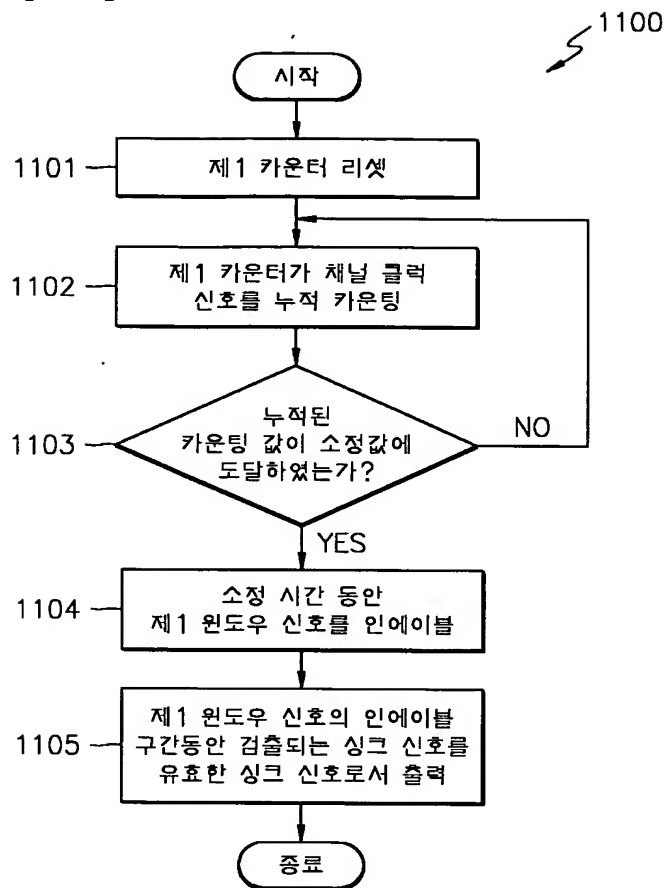 1100
시작
1101
제1 카운터 리셋
1102
제1 카운터가 채널 클럭
신호를 누적 카운팅
1103
누적된
카운팅 값이 소정값에
도달하였는가?
NO
YES
1104
소정 시간 동안
제1 윈도우 신호를 인에이블
1105
제1 윈도우 신호의 인에이블
구간동안 검출되는 싱크 신호를
유효한 싱크 신호로서 출력
종료